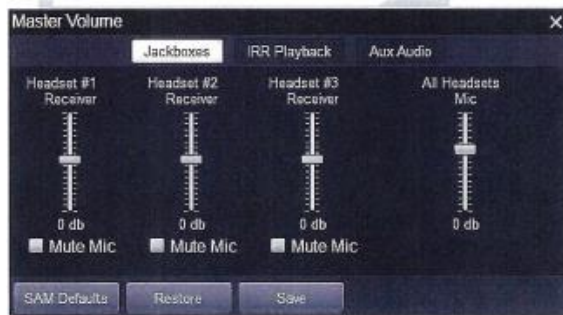 Master Volume X
Jackboxes IRR Playback Aux Audio
Headset #1 Headset #2 Headset #3 All Headsets
Receiver Receiver Receiver Mic
0 db 0 db 0 db 0 db
Mute Mic Mute Mic Mute Mic
SAM Defaults Restore Save